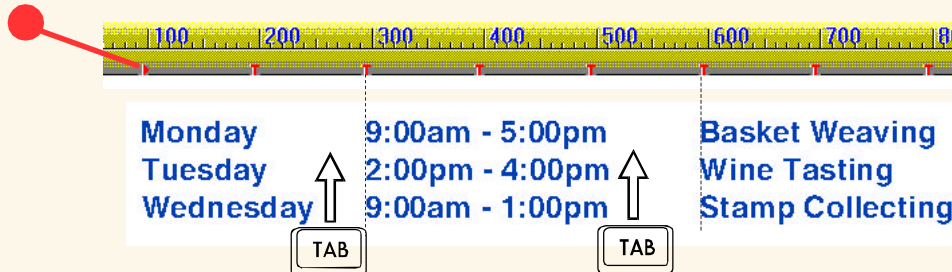 100 200 300 400 500 600 700
Monday 9:00am - 5:00pm Basket Weaving
Tuesday 2:00pm - 4:00pm Wine Tasting
Wednesday 9:00am - 1:00pm Stamp Collecting
TAB TAB